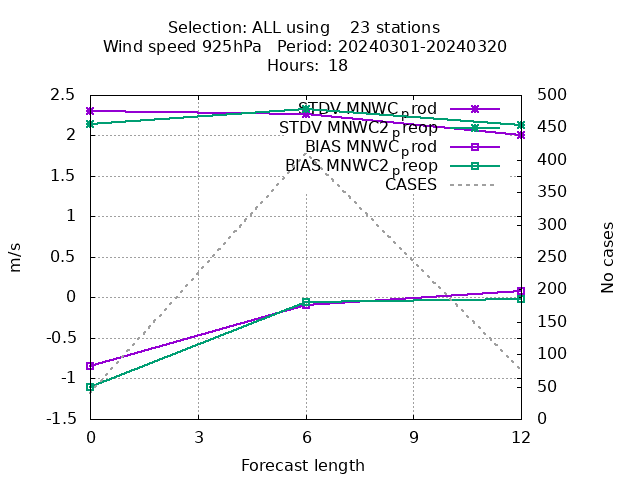 Selection: ALL using    23 stations
Wind speed 925hPa   Period: 20240301-20240320
Hours: 18
STDV MNWC_prod
STDV MNWC2_preop
BIAS MNWC_prod
BIAS MNWC2_preop
CASES
2.5
2
1.5
1
0.5
0
-0.5
-1
-1.5
500
450
400
350
300
250
200
150
100
50
0
m/s
No cases
0 3 6 9 12
Forecast length